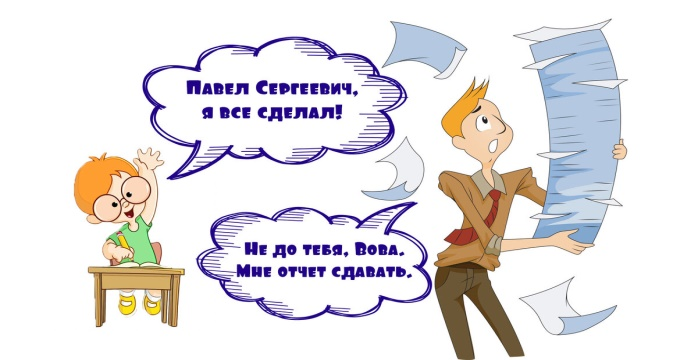 Павел Сергеевич,
я все сделал!
Не до тебя, Вова.
Мне отчет сдавать.